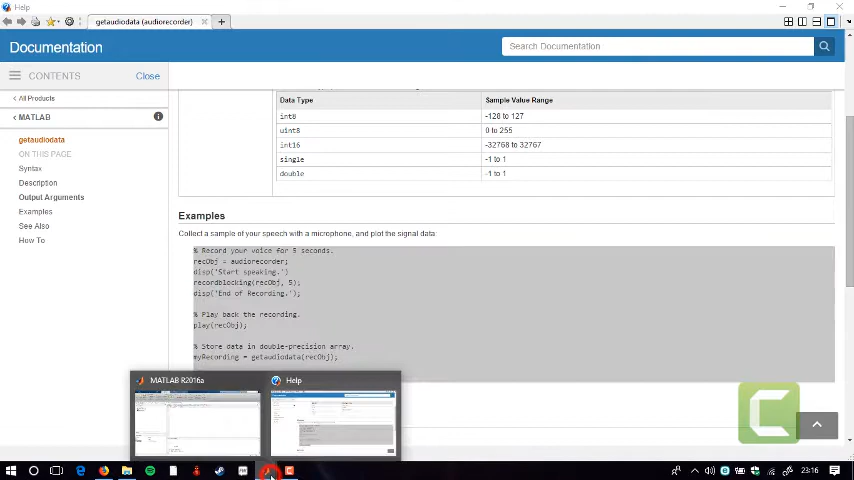 Help
getaudiodata (audiorecorder)
Documentation
Search Documentation
CONTENTS
Close
All Products
MATLAB
getaudiodata
ON THIS PAGE
Syntax
Description
Output Arguments
Examples
See Also
How To
Data Type Sample Value Range
int8 -128 to 127
uint8 0 to 255
int16 -32768 to 32767
single -1 to 1
double -1 to 1
Examples
Collect a sample of your speech with a microphone, and plot the signal data:
% Record your voice for 5 seconds.
recObj = audiorecorder;
disp('Start speaking.')
recordblocking(recObj, 5);
disp('End of Recording.');
% Play back the recording.
play(recObj);
% Store data in double-precision array.
myRecording = getaudiodata(recObj);
MATLAB R2016a
Help
23:16